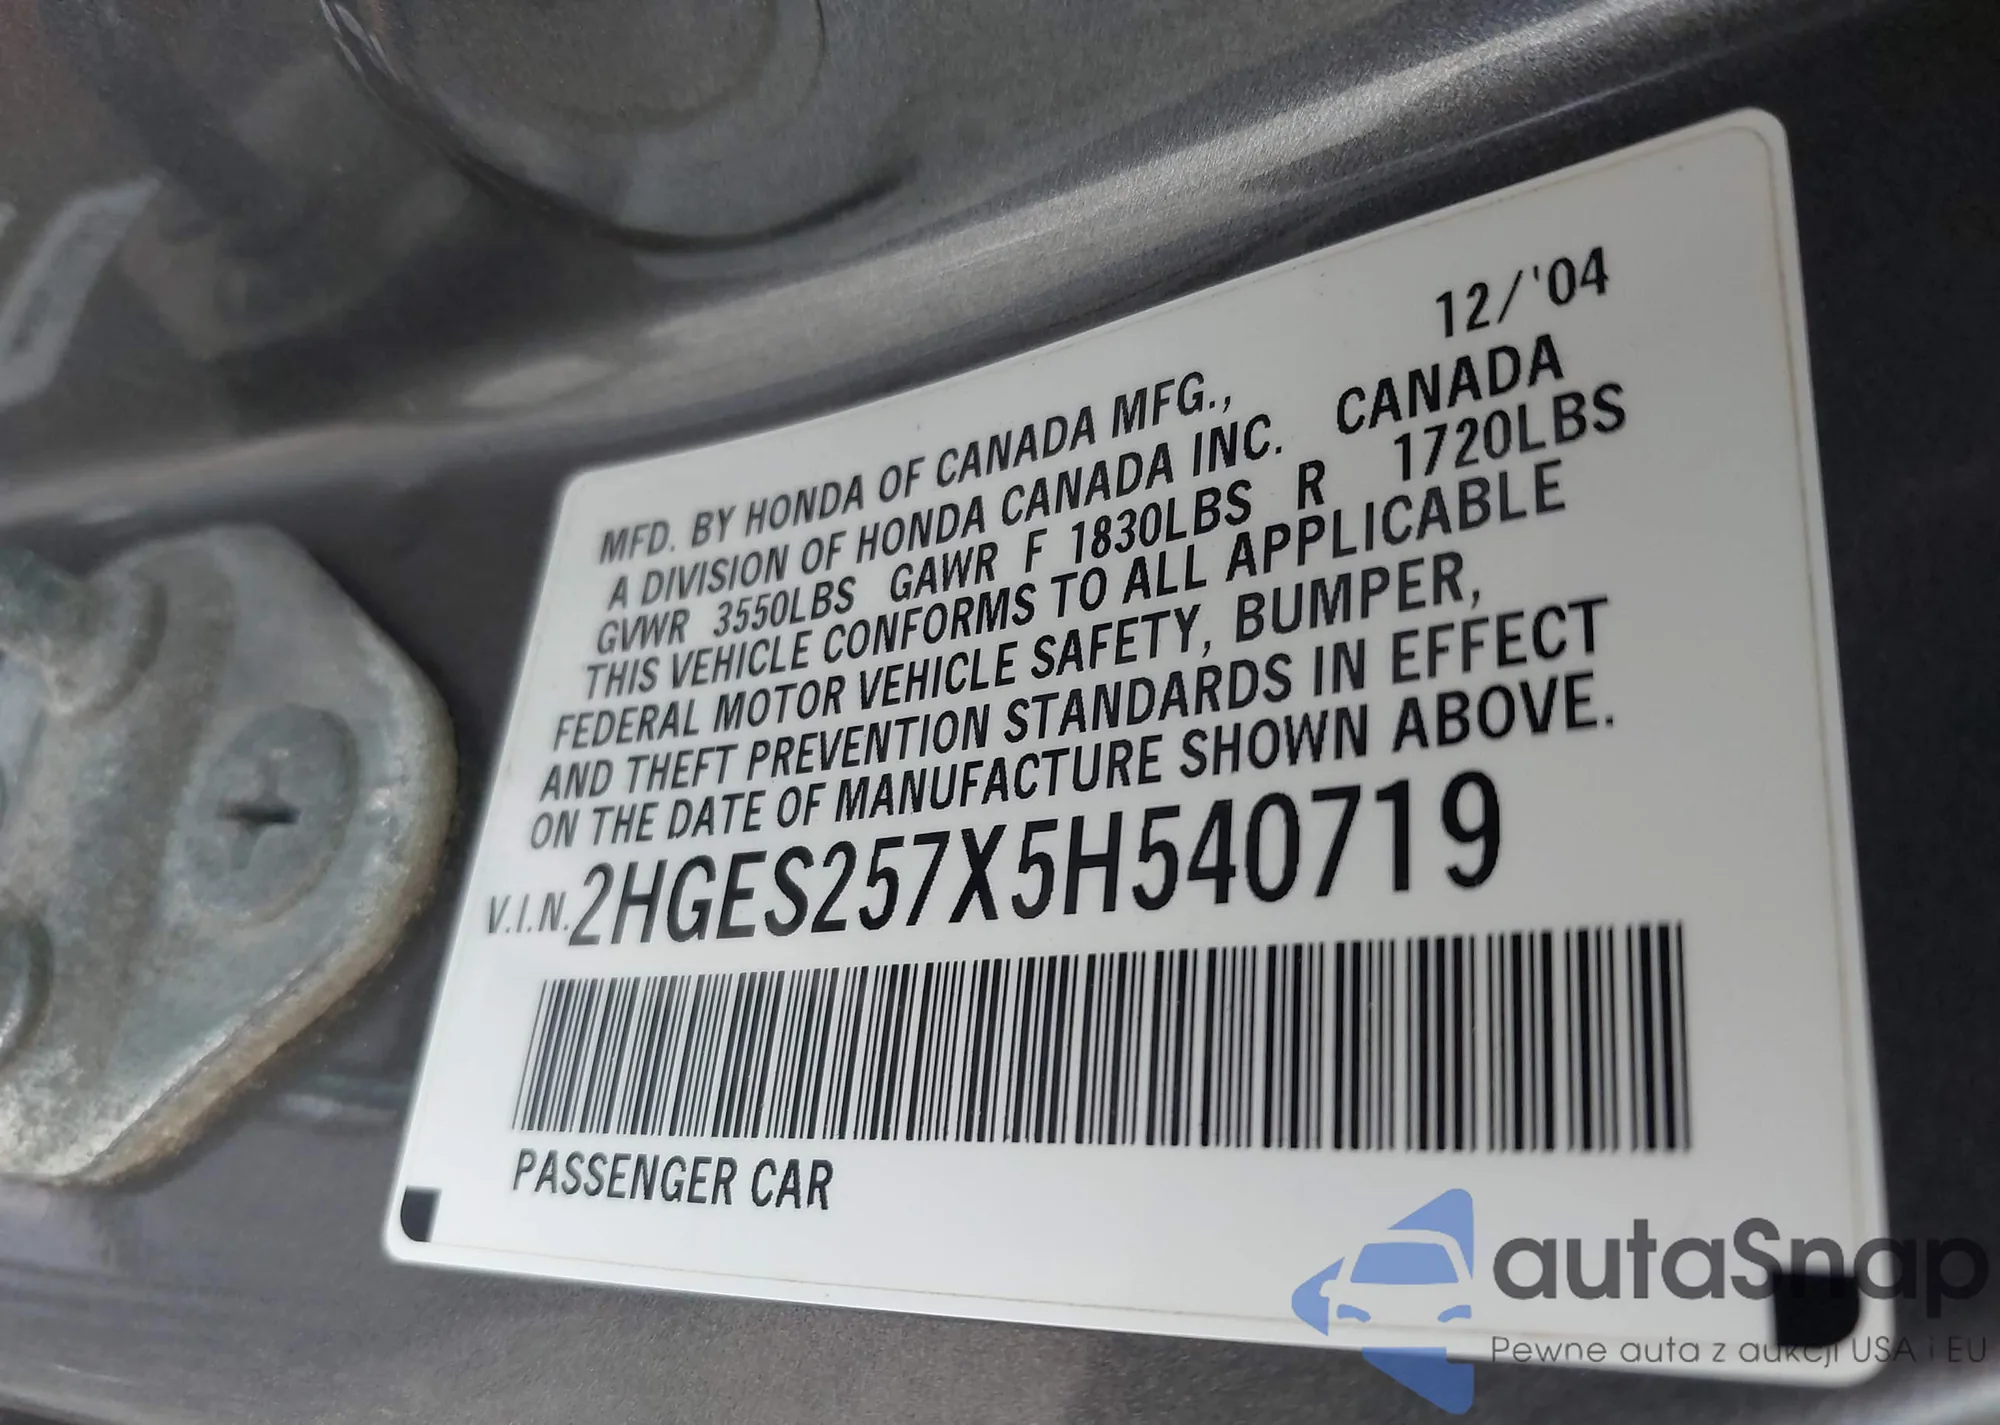 12/'04
MFD. BY HONDA OF CANADA MFG.,
A DIVISION OF HONDA CANADA INC. CANADA
GVWR 3550LBS GAWR F 1830LBS R 1720LBS
THIS VEHICLE CONFORMS TO ALL APPLICABLE
FEDERAL MOTOR VEHICLE SAFETY, BUMPER,
AND THEFT PREVENTION STANDARDS IN EFFECT
ON THE DATE OF MANUFACTURE SHOWN ABOVE.
V.I.N. 2HGES257X5H540719
PASSENGER CAR
autaSnap
Pewne auta z aukcji USA i EU